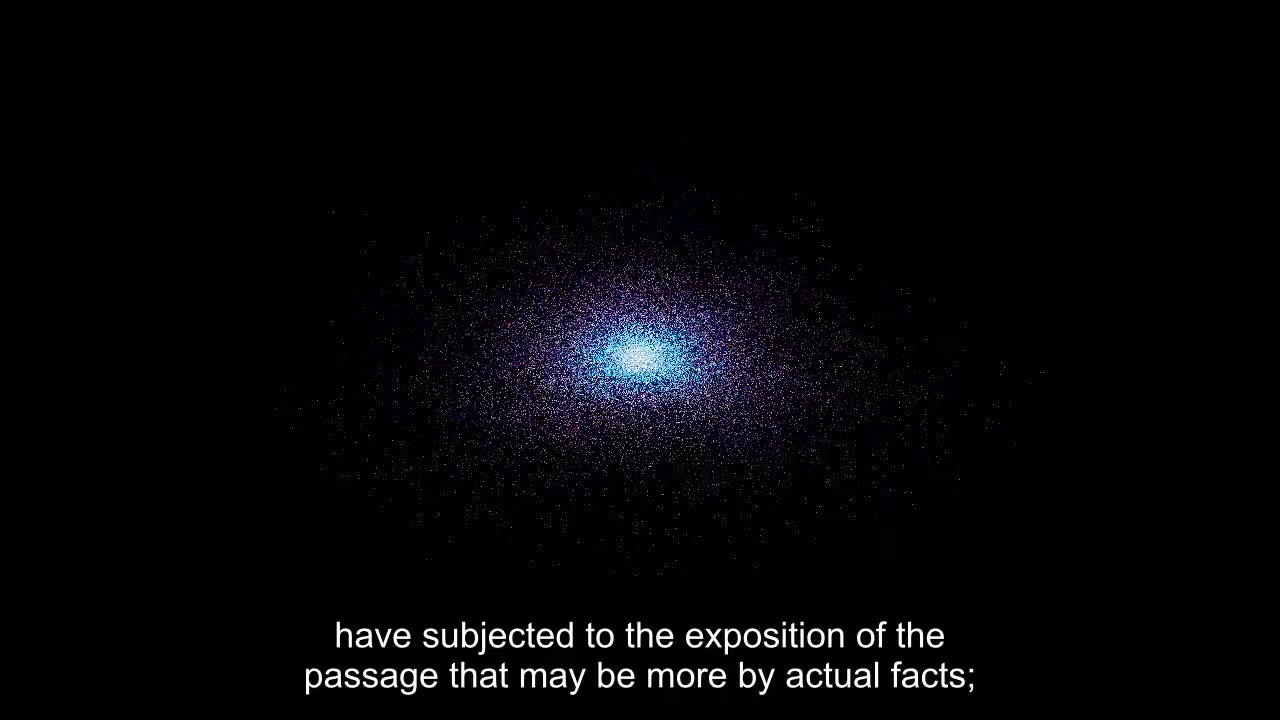 have subjected to the exposition of the
passage that may be more by actual facts;